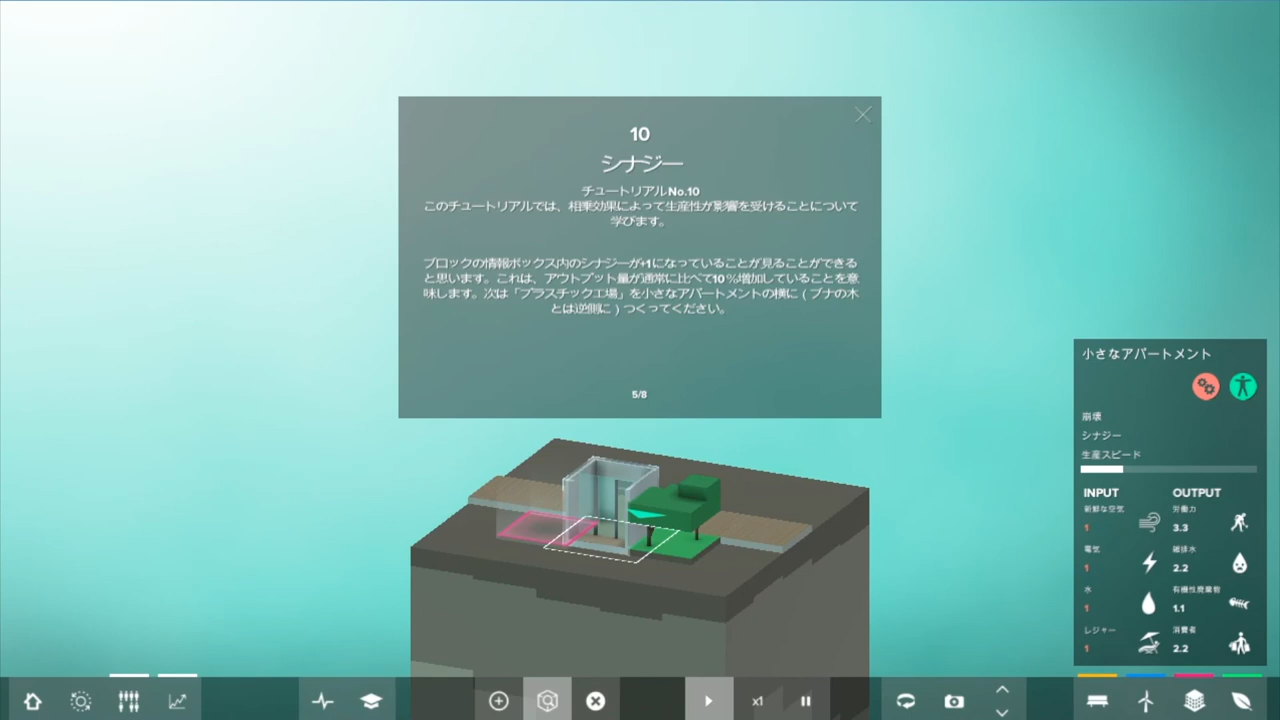 10
シナジー
チュートリアルNo.10
このチュートリアルでは、相乗効果によって生産性が影響を受けることについて
学びます。
ブロックの情報ボックス内のシナジーが+1になっていることが見ることができる
と思います。これは、アウトプット量が通常に比べて10％増加していることを意
味します。次は「プラスチック工場」を小さなアパートメントの横に ( ブナの木
とは逆側に ) つくってください。
5/8
小さなアパートメント
崩壊
シナジー
生産スピード
INPUT OUTPUT
新鮮な空気 労働力
1 3.3
電気 雑排水
1 2.2
水 有機性廃棄物
1 1.1
レジャー 消費者
1 2.2
x1